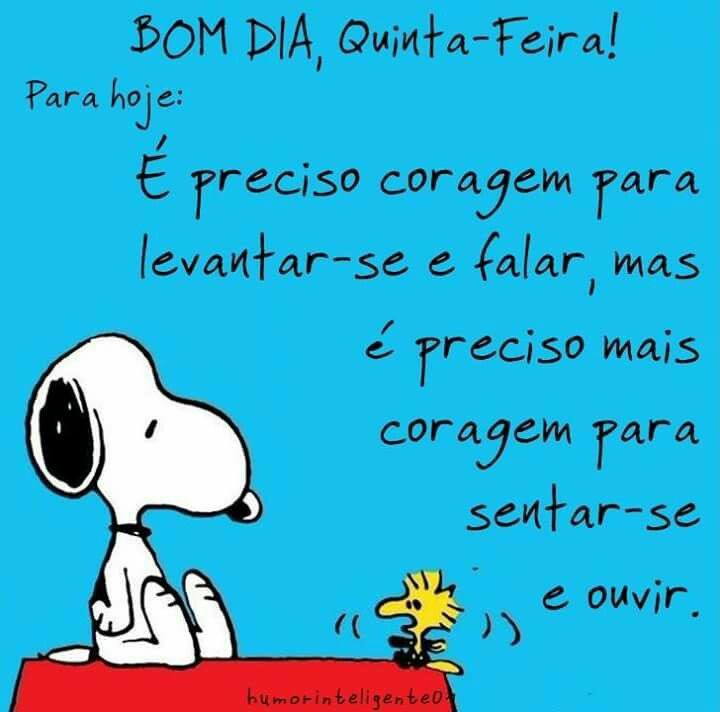 BOM DIA, Quinta-Feira!
Para hoje:
É preciso coragem para
levantar-se e falar, mas
é preciso mais
coragem para
sentar-se
e ouvir.
humorinteligente01